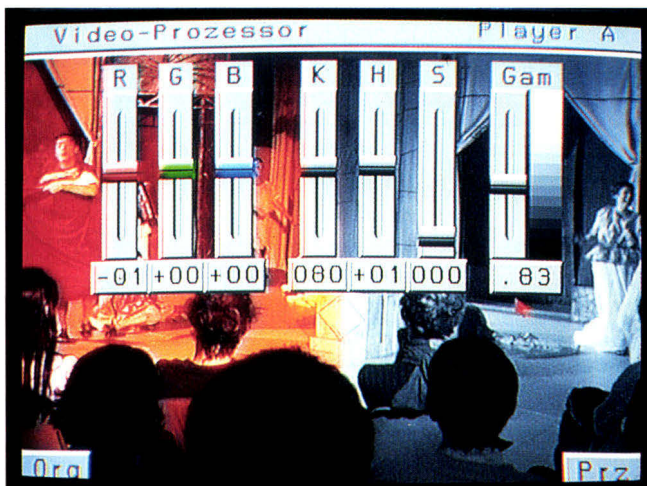 Video-Prozessor Player A
R G B K H S Gam
-01 +00 +00 080 +01 000 .83
Org Prz